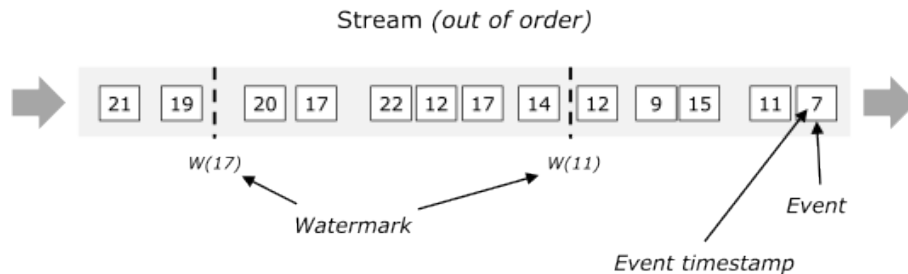 Stream (out of order)
21 19 20 17 22 12 17 14 12 9 15 11 7
W(17) W(11)
Watermark
Event
Event timestamp